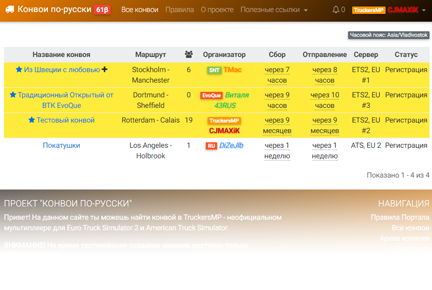 Конвои по-русски 61β Все конвои Правила О проекте Полезные ссылки 0 TruckersMP CJMAXiK
Часовой пояс: Asia/Vladivostok
Название конвоя Маршрут Организатор Сбор Отправление Сервер Статус
Из Швеции с любовью Stockholm - Manchester 6 SNT TMac через 7 часов через 8 часов ETS2, EU #1 Регистрация
Традиционный Открытый от ВТК EvoQue Dortmund - Sheffield 0 EvoQue Виталя 43RUS через 9 часов через 10 часов ETS2, EU #3 Регистрация
Тестовый конвой Rotterdam - Calais 19 TruckersMP CJMAXiK через 9 месяцев через 9 месяцев ETS2, EU #2 Регистрация
Покатушки Los Angeles - Holbrook 1 RU DiZeJIb через 1 неделю через 1 неделю ATS, EU 2 Регистрация
Показано 1 - 4 из 4
ПРОЕКТ "КОНВОИ ПО-РУССКИ" НАВИГАЦИЯ
Привет! На данном сайте ты можешь найти конвой в TruckersMP - неофициальном Правила Портала
мультиплеере для Euro Truck Simulator 2 и American Truck Simulator. Все конвои